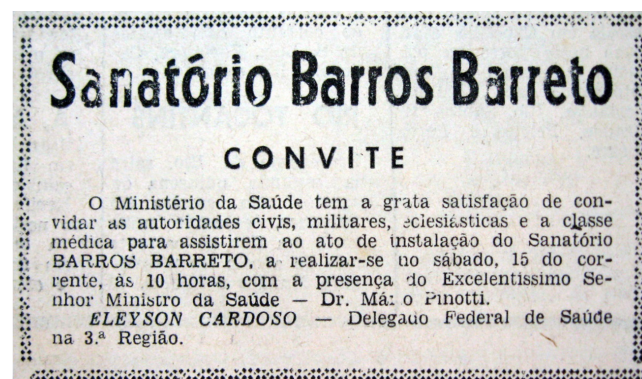 Sanatório Barros Barreto
CONVITE
O Ministério da Saúde tem a grata satisfação de con-
vidar as autoridades civis, militares, eclesiásticas e a classe
médica para assistirem ao ato de instalação do Sanatório
BARROS BARRETO, a realizar-se no sábado, 15 do cor-
rente, às 10 horas, com a presença do Excelentissimo Se-
nhor Ministro da Saúde — Dr. Mário Pinotti.
ELEYSON CARDOSO — Delegado Federal de Saúde
na 3.ª Região.